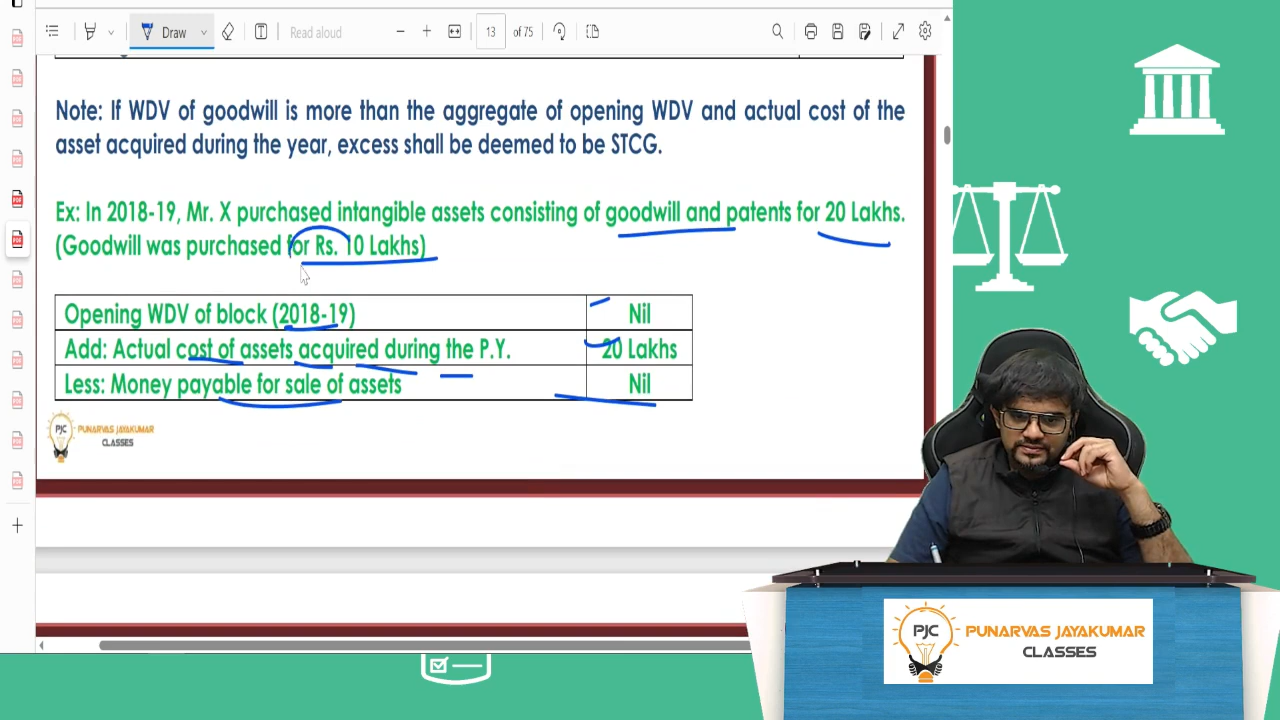 Draw
Read aloud
13
of 75
Note: If WDV of goodwill is more than the aggregate of opening WDV and actual cost of the
asset acquired during the year, excess shall be deemed to be STCG.
Ex: In 2018-19, Mr. X purchased intangible assets consisting of goodwill and patents for 20 Lakhs.
(Goodwill was purchased for Rs. 10 Lakhs)
Opening WDV of block (2018-19) Nil
Add: Actual cost of assets acquired during the P.Y. 20 Lakhs
Less: Money payable for sale of assets Nil
PJC
PUNARVAS JAYAKUMAR
CLASSES
PJC
PUNARVAS JAYAKUMAR
CLASSES